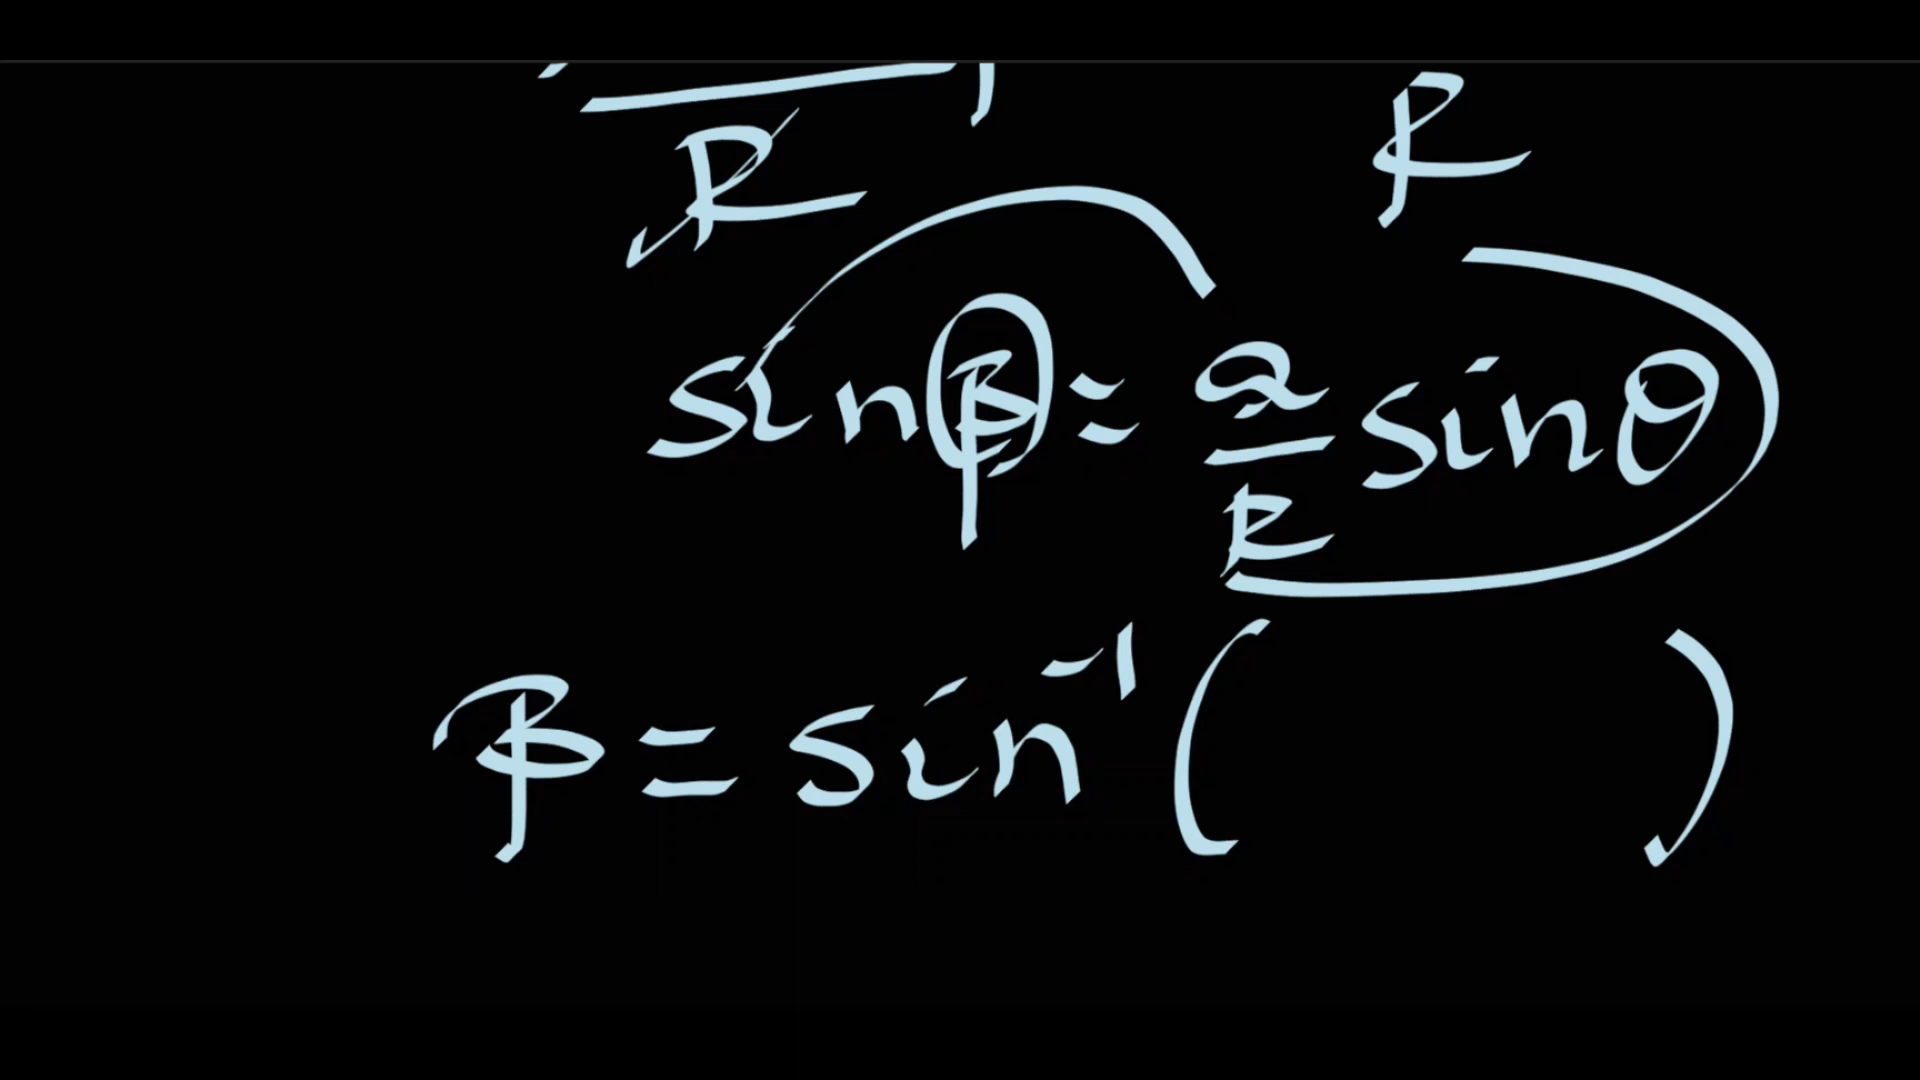 R R
sinβ = a/R sinθ
β = sin⁻¹( )